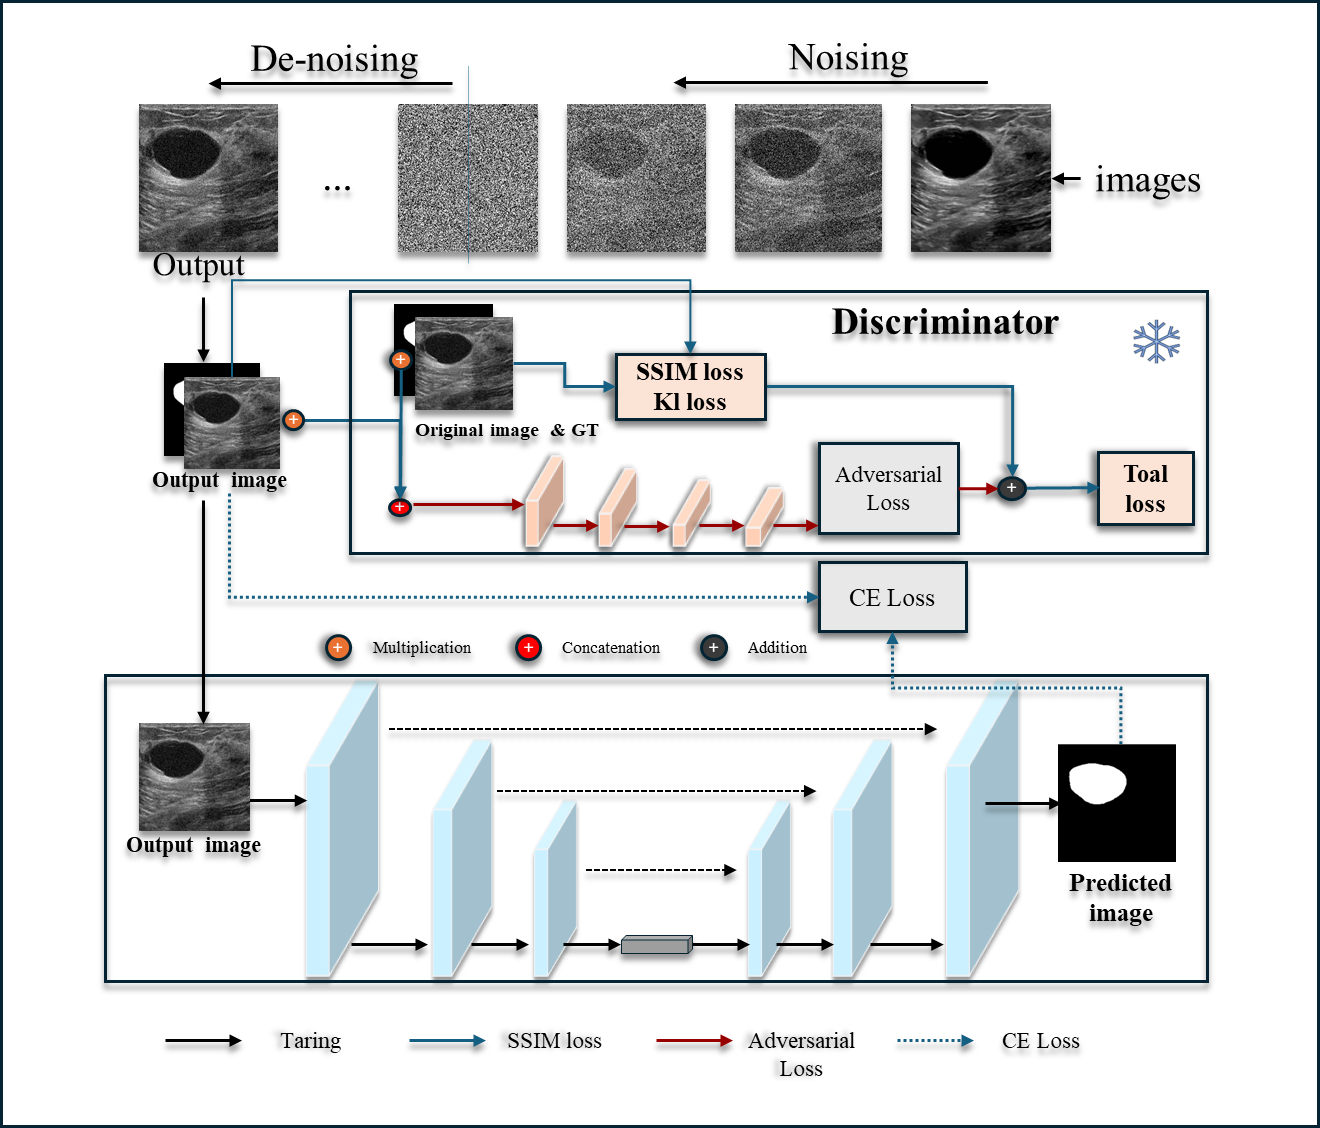 De-noising
Noising
...
images
Output
Discriminator
SSIM loss
Kl loss
Original image & GT
Output image
Adversarial
Loss
Toal
loss
CE Loss
Multiplication
Concatenation
Addition
Output image
Predicted
image
Taring
SSIM loss
Adversarial
Loss
CE Loss